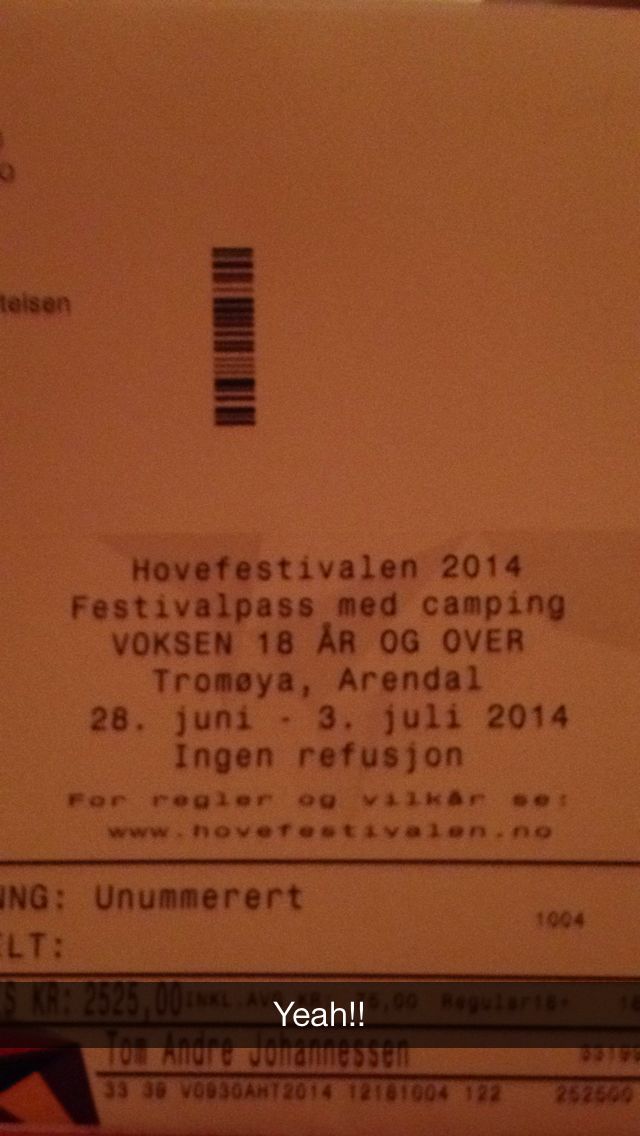 telsen
Hovefestivalen 2014
Festivalpass med camping
VOKSEN 18 ÅR OG OVER
Tromøya, Arendal
28. juni - 3. juli 2014
Ingen refusjon
For regler og vilkår se:
www.hovefestivalen.no
NG: Unummerert
1004
LT:
S KR: 2525,00 INKL.AVG KR 75,00 Regular18+
Yeah!!
Tom Andre Johannessen
33 39 V0930AHT2014 12181004 122 252500